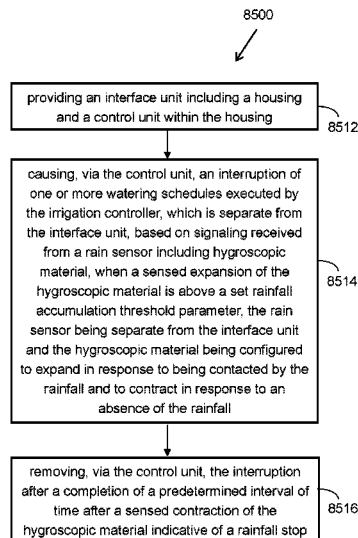 8500
providing an interface unit including a housing
and a control unit within the housing
8512
causing, via the control unit, an interruption of
one or more watering schedules executed by
the irrigation controller, which is separate from
the interface unit, based on signaling received
from a rain sensor including hygroscopic
material, when a sensed expansion of the
hygroscopic material is above a set rainfall
accumulation threshold parameter, the rain
sensor being separate from the interface unit
and the hygroscopic material being configured
to expand in response to being contacted by the
rainfall and to contract in response to an
absence of the rainfall
8514
removing, via the control unit, the interruption
after a completion of a predetermined interval of
time after a sensed contraction of the
hygroscopic material indicative of a rainfall stop
8516